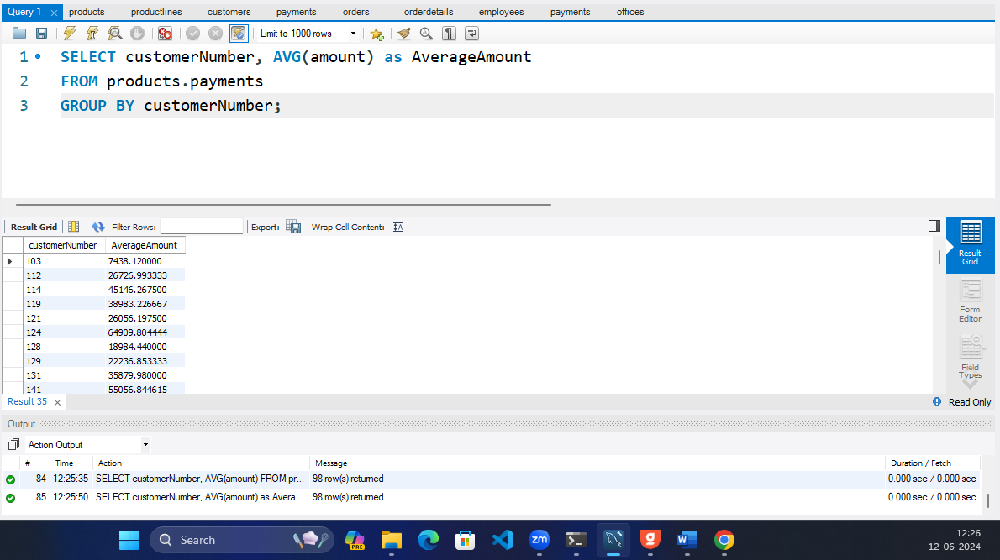 Query 1 products productlines customers payments orders orderdetails employees payments offices
Limit to 1000 rows
1 SELECT customerNumber, AVG(amount) as AverageAmount
2 FROM products.payments
3 GROUP BY customerNumber;
Result Grid Filter Rows: Export: Wrap Cell Content: IA
customerNumber AverageAmount
103 7438.120000
112 26726.993333
114 45146.267500
119 38983.226667
121 26056.197500
124 64909.804444
128 18984.440000
129 22236.853333
131 35879.980000
141 55056.844615
Result
Grid
Form
Editor
Field
Types
Result 35 Read Only
Output
Action Output
# Time Action Message Duration / Fetch
84 12:25:35 SELECT customerNumber, AVG(amount) FROM pr... 98 row(s) returned 0.000 sec / 0.000 sec
85 12:25:50 SELECT customerNumber, AVG(amount) as Avera... 98 row(s) returned 0.000 sec / 0.000 sec
Search PRE zm g W 12:26
12-06-2024